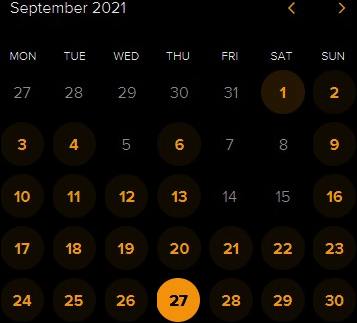 September 2021
MON TUE WED THU FRI SAT SUN
27 28 29 30 31 1 2
3 4 5 6 7 8 9
10 11 12 13 14 15 16
17 18 19 20 21 22 23
24 25 26 27 28 29 30